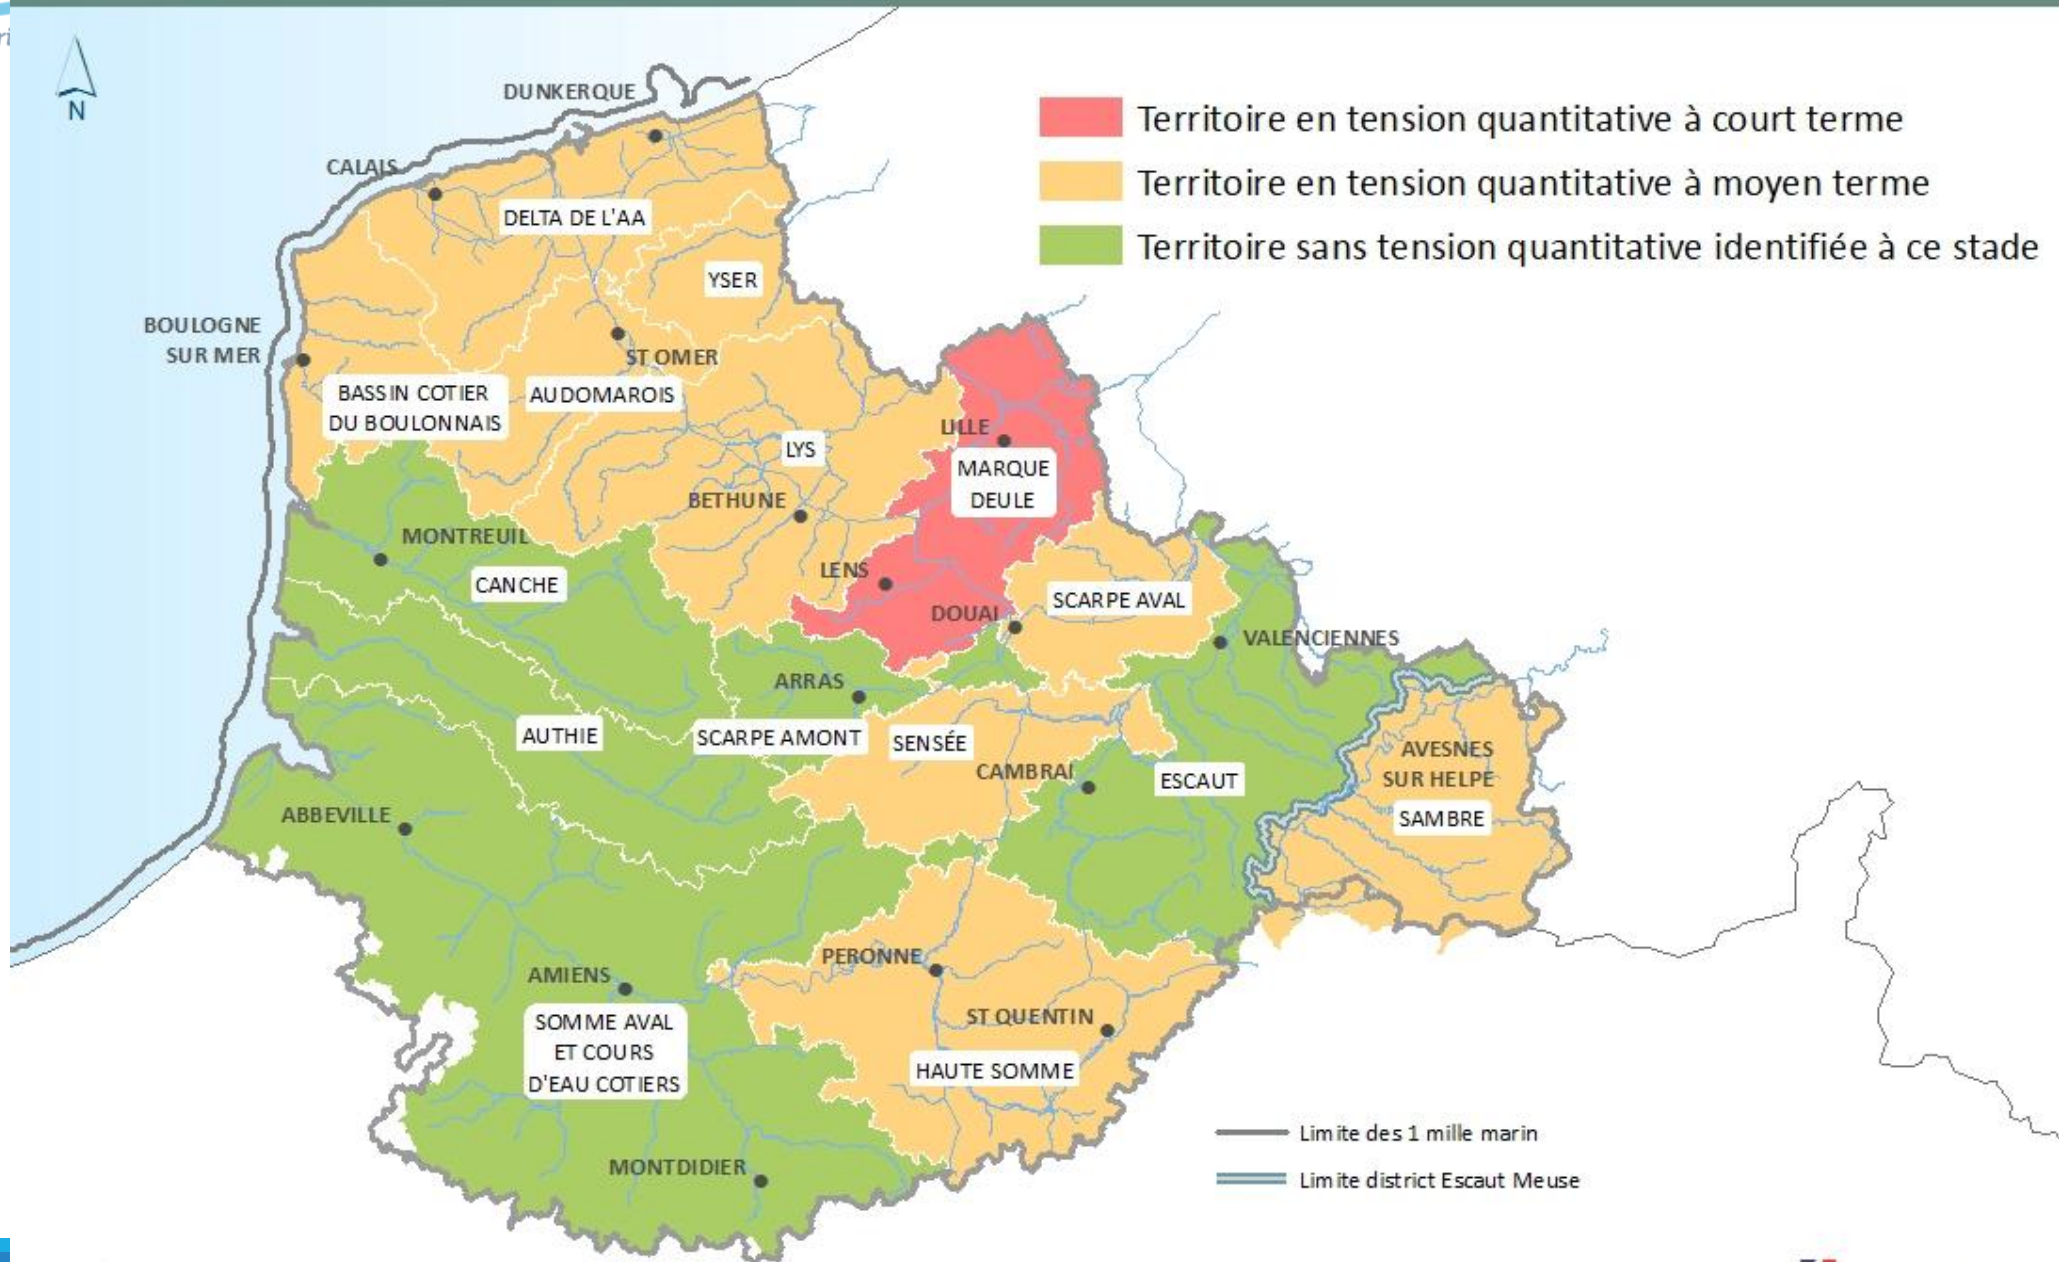 N
DUNKERQUE
CALAIS
DELTA DE L'AA
YSER
BOULOGNE
SUR MER
ST OMER
BASSIN COTIER
DU BOULONNAIS
AUDOMAROIS
LYS
LILLE
MARQUE
DEULE
BETHUNE
MONTREUIL
CANCHE
LENS
DOUAI
SCARPE AVAL
VALENCIENNES
ARRAS
AUTHIE
SCARPE AMONT
SENSÉE
CAMBRAI
ESCAUT
AVESNES
SUR HELPE
SAMBRE
ABBEVILLE
PERONNE
AMIENS
ST QUENTIN
SOMME AVAL
ET COURS
D'EAU COTIERS
HAUTE SOMME
MONTDIDIER
Territoire en tension quantitative à court terme
Territoire en tension quantitative à moyen terme
Territoire sans tension quantitative identifiée à ce stade
Limite des 1 mille marin
Limite district Escaut Meuse